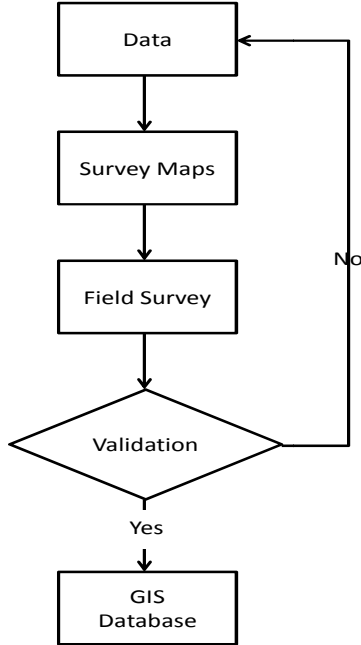 Data
Survey Maps
No
Field Survey
Validation
Yes
GIS
Database